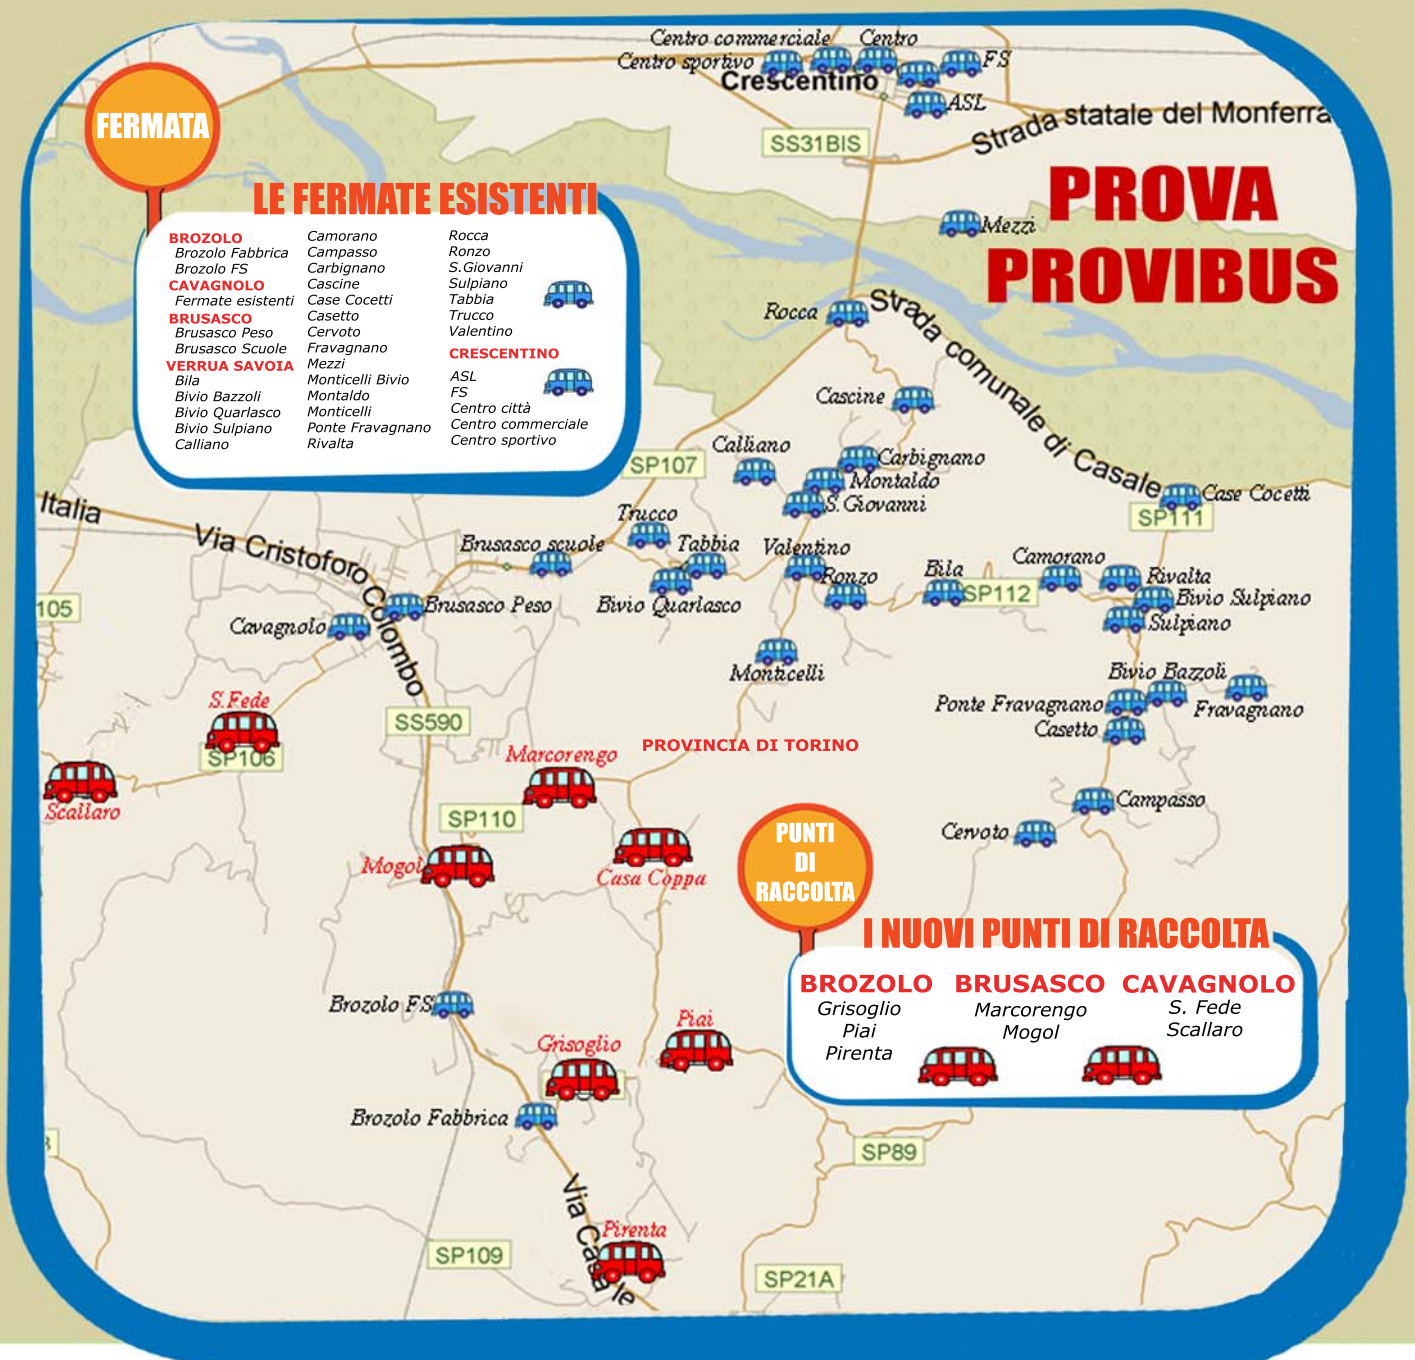 Centro commerciale
Centro
Centro sportivo
FS
Crescentino
ASL
Strada statale del Monferra
SS31BIS
FERMATA
PROVA
PROVIBUS
Mezzi
LE FERMATE ESISTENTI
BROZOLO
Brozolo Fabbrica
Brozolo FS
CAVAGNOLO
Fermate esistenti
BRUSASCO
Brusasco Peso
Brusasco Scuole
VERRUA SAVOIA
Bila
Bivio Bazzoli
Bivio Quarlasco
Bivio Sulpiano
Calliano
Camorano
Campasso
Carbignano
Cascine
Case Cocetti
Casetto
Cervoto
Fravagnano
Mezzi
Monticelli Bivio
Montaldo
Monticelli
Ponte Fravagnano
Rivalta
Rocca
Ronzo
S.Giovanni
Sulpiano
Tabbia
Trucco
Valentino
CRESCENTINO
ASL
FS
Centro città
Centro commerciale
Centro sportivo
Rocca
Strada comunale di Casale
Cascine
Calliano
Carbignano
SP107
Montaldo
Case Cocetti
S. Giovanni
SP111
Italia
Trucco
Via Cristoforo Colombo
Brusasco scuole
Tabbia
Valentino
Camorano
Bila
Ronzo
Rivalta
SP112
105
Brusasco Peso
Bivio Quarlasco
Bivio Sulpiano
Cavagnolo
Sulpiano
Monticelli
Bivio Bazzoli
S.Fede
Ponte Fravagnano
Fravagnano
SS590
Casetto
PROVINCIA DI TORINO
SP106
Marcorengo
Scallaro
Campasso
SP110
Cervoto
PUNTI
DI
RACCOLTA
Mogol
Casa Coppa
I NUOVI PUNTI DI RACCOLTA
BROZOLO
Grisoglio
Piai
Pirenta
BRUSASCO
Marcorengo
Mogol
CAVAGNOLO
S. Fede
Scallaro
Brozolo FS
Piai
Grisoglio
Brozolo Fabbrica
SP89
Via Casale
Pirenta
SP109
SP21A